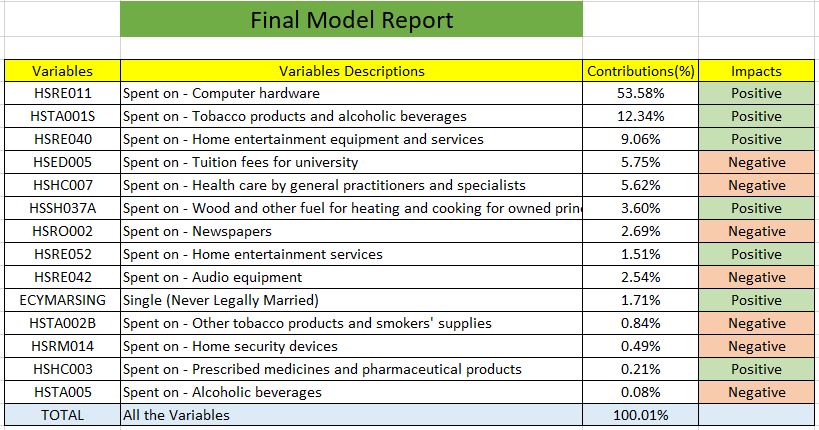 Final Model Report
Variables Variables Descriptions Contributions(%) Impacts
HSRE011 Spent on - Computer hardware 53.58% Positive
HSTA001S Spent on - Tobacco products and alcoholic beverages 12.34% Positive
HSRE040 Spent on - Home entertainment equipment and services 9.06% Positive
HSED005 Spent on - Tuition fees for university 5.75% Negative
HSHC007 Spent on - Health care by general practitioners and specialists 5.62% Negative
HSSH037A Spent on - Wood and other fuel for heating and cooking for owned prin 3.60% Positive
HSRO002 Spent on - Newspapers 2.69% Negative
HSRE052 Spent on - Home entertainment services 1.51% Positive
HSRE042 Spent on - Audio equipment 2.54% Negative
ECYMARSING Single (Never Legally Married) 1.71% Positive
HSTA002B Spent on - Other tobacco products and smokers' supplies 0.84% Negative
HSRM014 Spent on - Home security devices 0.49% Negative
HSHC003 Spent on - Prescribed medicines and pharmaceutical products 0.21% Positive
HSTA005 Spent on - Alcoholic beverages 0.08% Negative
TOTAL All the Variables 100.01%